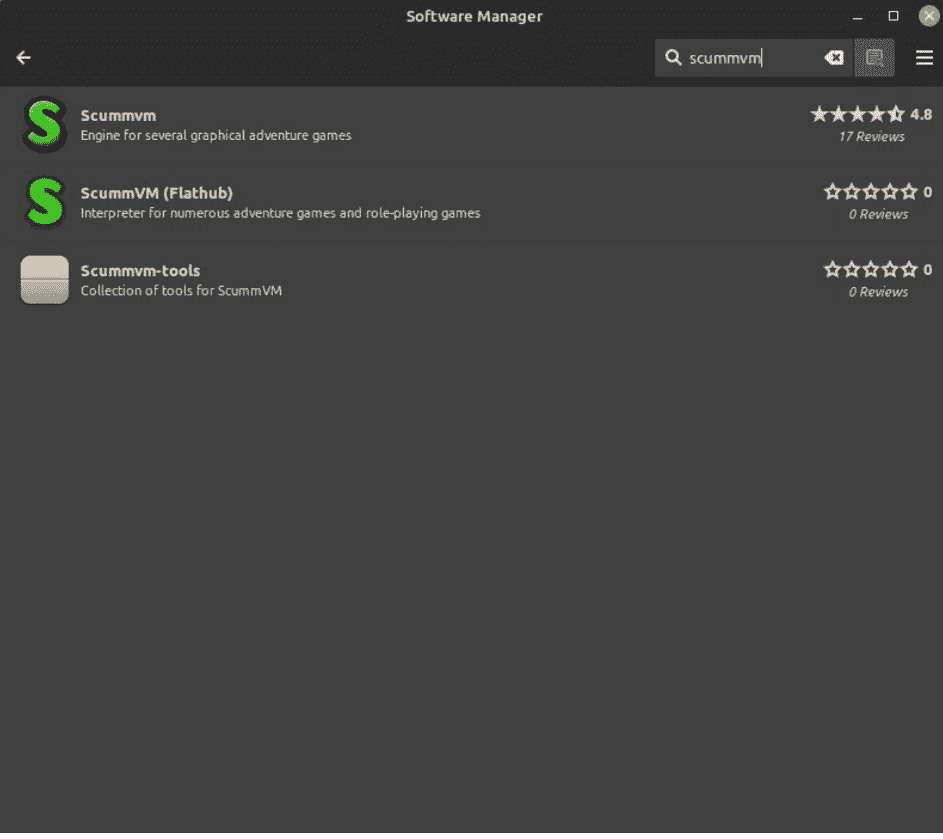 Software Manager
scummvm
Scummvm
Engine for several graphical adventure games
4.8
17 Reviews
ScummVM (Flathub)
Interpreter for numerous adventure games and role-playing games
0
0 Reviews
Scummvm-tools
Collection of tools for ScummVM
0
0 Reviews